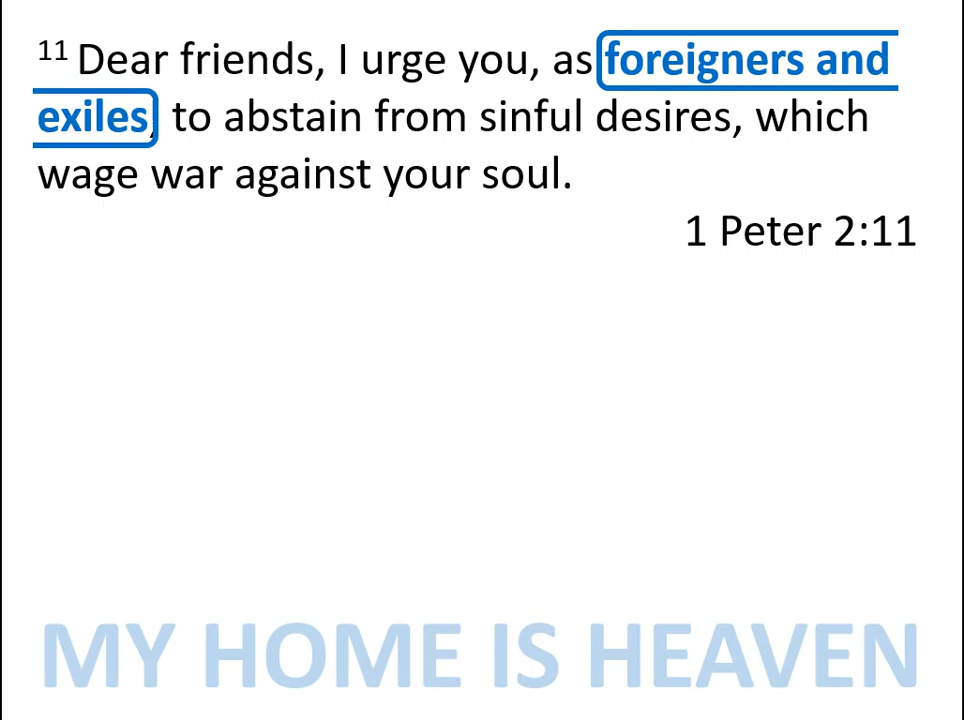 11 Dear friends, I urge you, as foreigners and
exiles, to abstain from sinful desires, which
wage war against your soul.
1 Peter 2:11
MY HOME IS HEAVEN